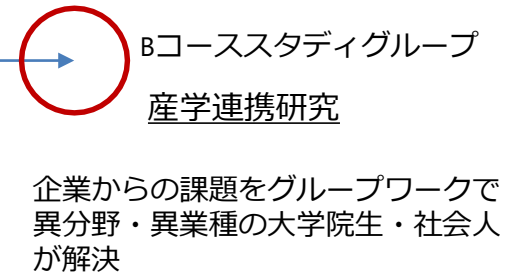 Bコーススタディグループ
産学連携研究
企業からの課題をグループワークで
異分野・異業種の大学院生・社会人
が解決